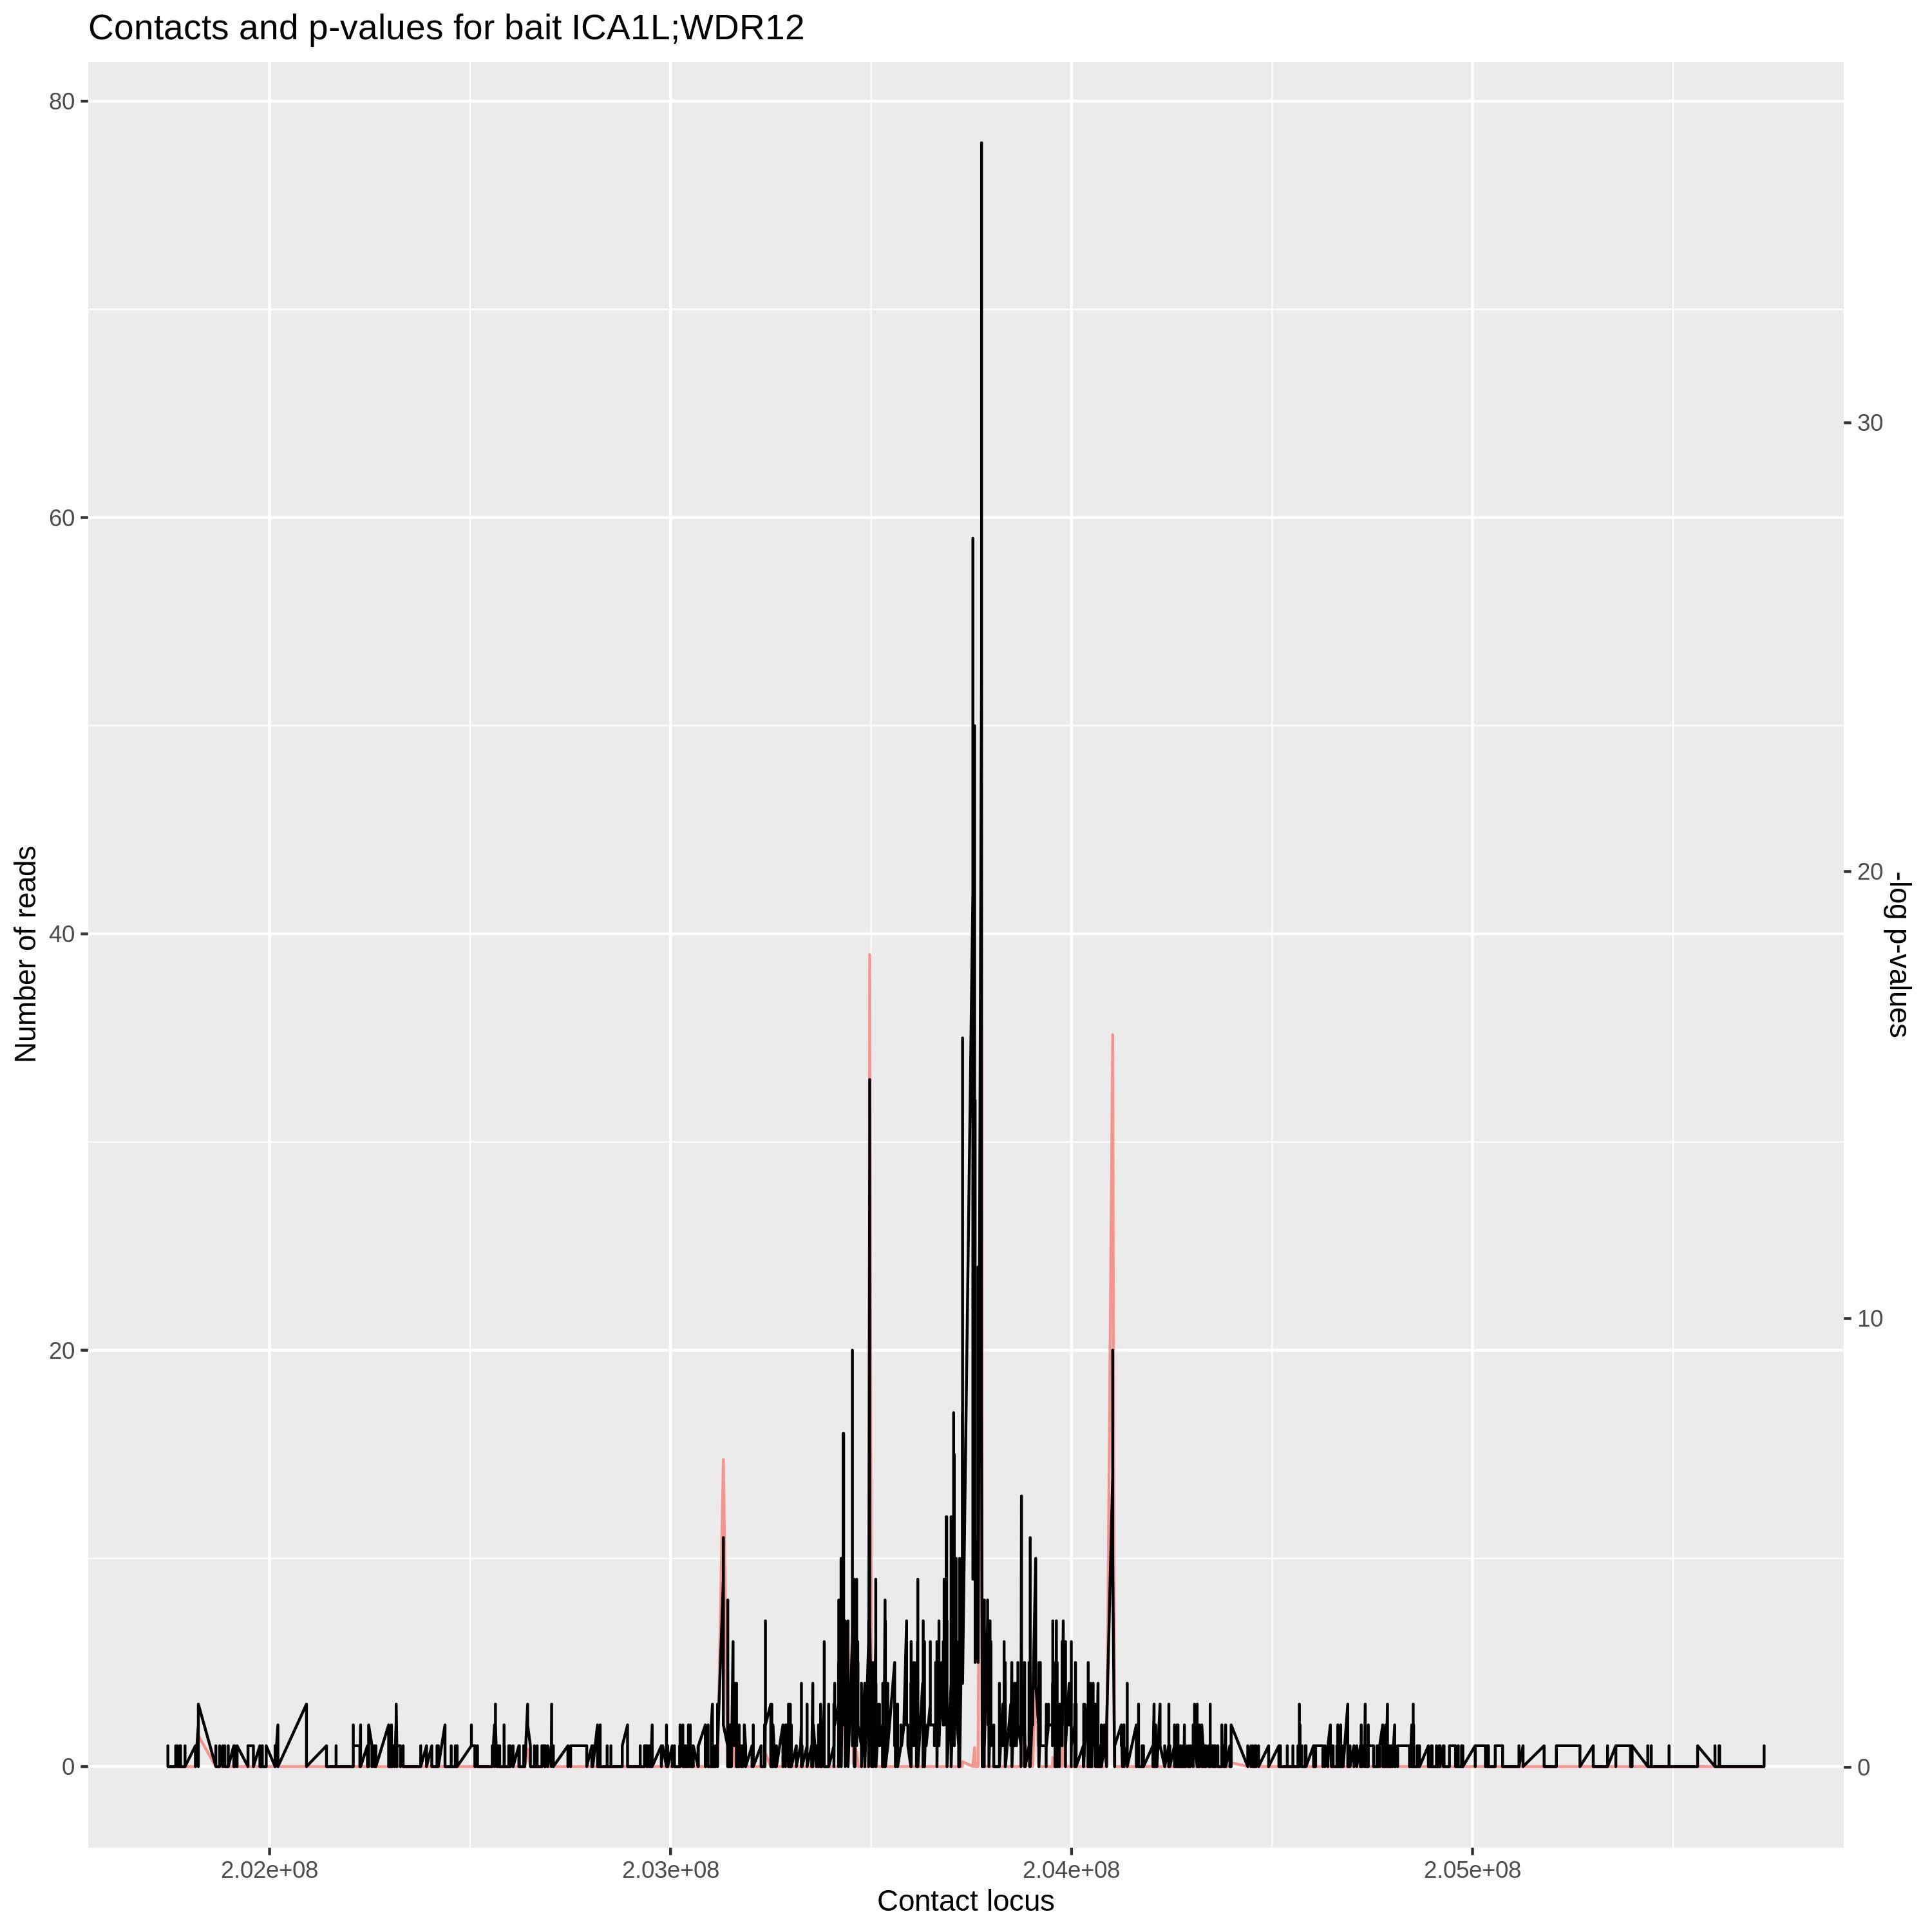 Contacts and p-values for bait ICA1L;WDR12
80
60
40
20
0
Number of reads
30
20
10
0
-log p-values
2.02e+08 2.03e+08 2.04e+08 2.05e+08
Contact locus